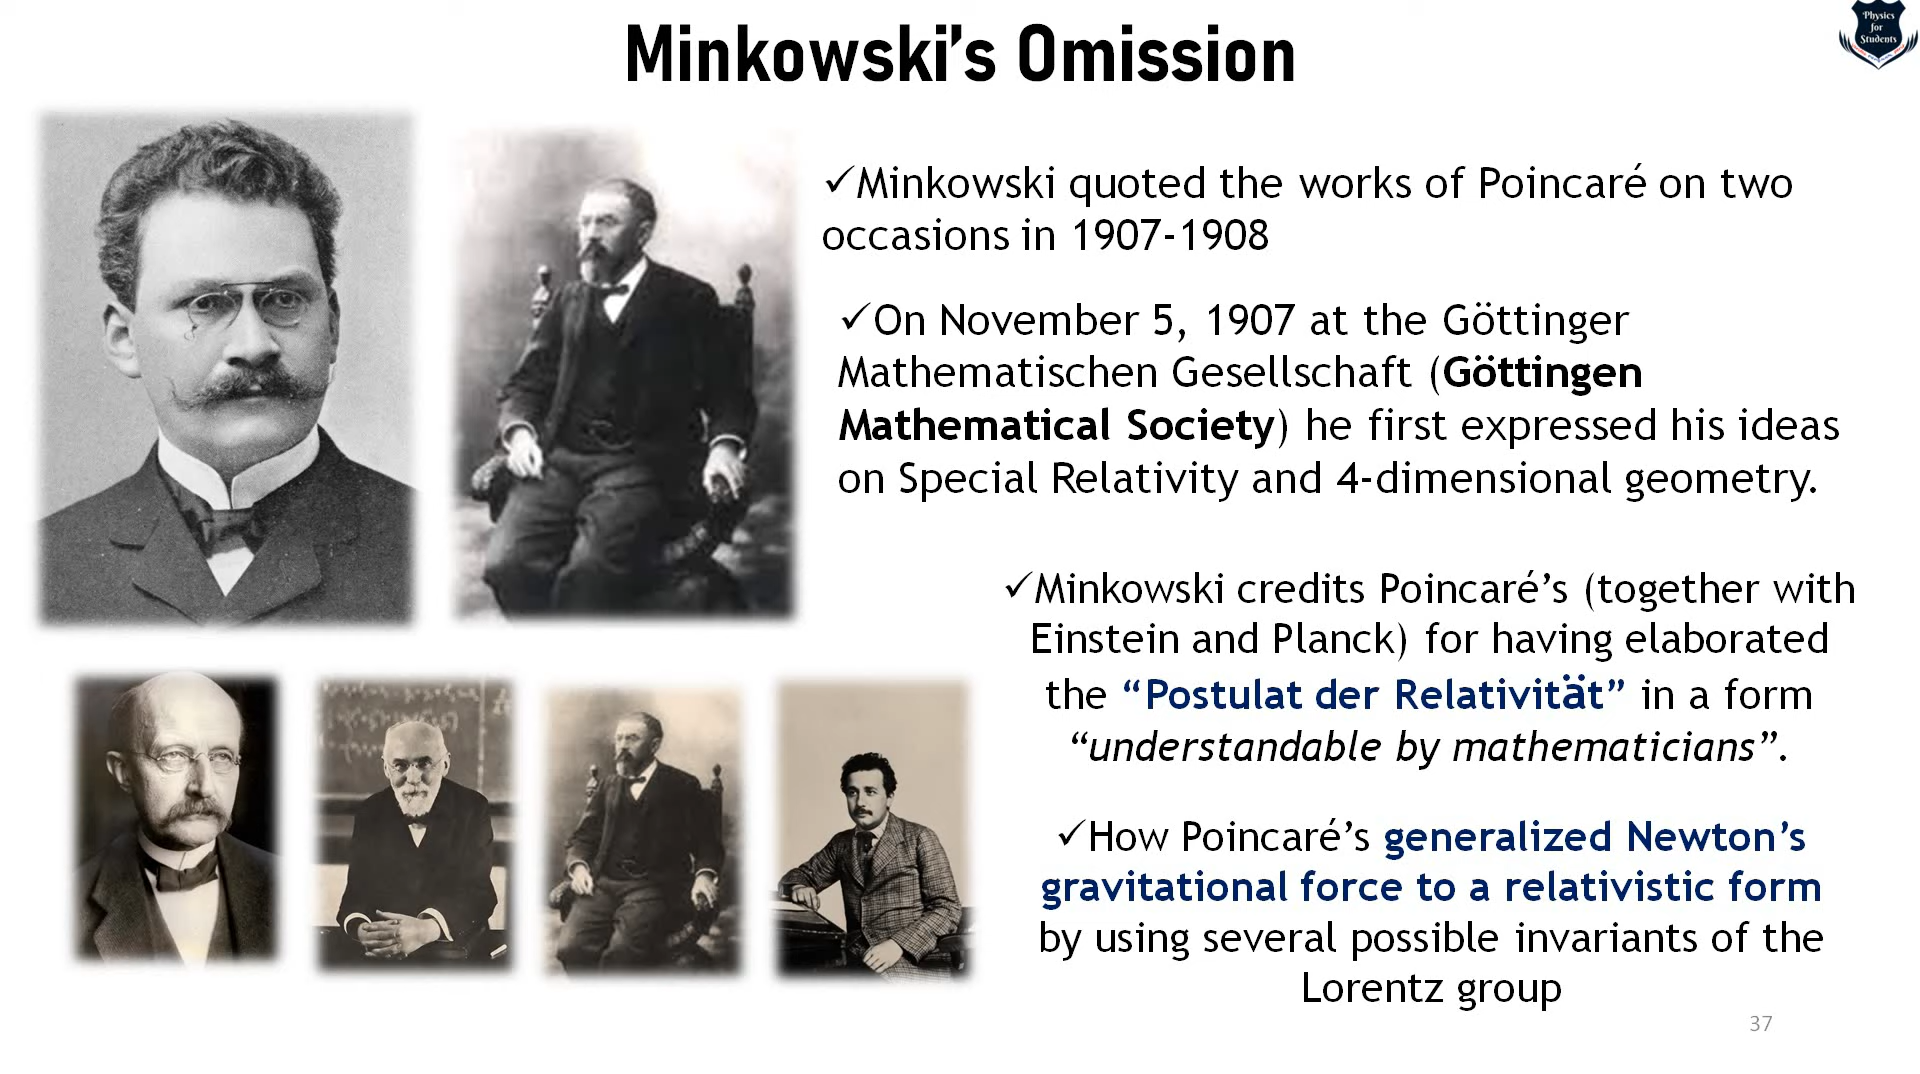 Minkowski's Omission
Physics
for
Students
✓Minkowski quoted the works of Poincaré on two
occasions in 1907-1908
✓On November 5, 1907 at the Göttinger
Mathematischen Gesellschaft (Göttingen
Mathematical Society) he first expressed his ideas
on Special Relativity and 4-dimensional geometry.
✓Minkowski credits Poincaré’s (together with
Einstein and Planck) for having elaborated
the “Postulat der Relativität” in a form
“understandable by mathematicians”.
✓How Poincaré’s generalized Newton’s
gravitational force to a relativistic form
by using several possible invariants of the
Lorentz group
37